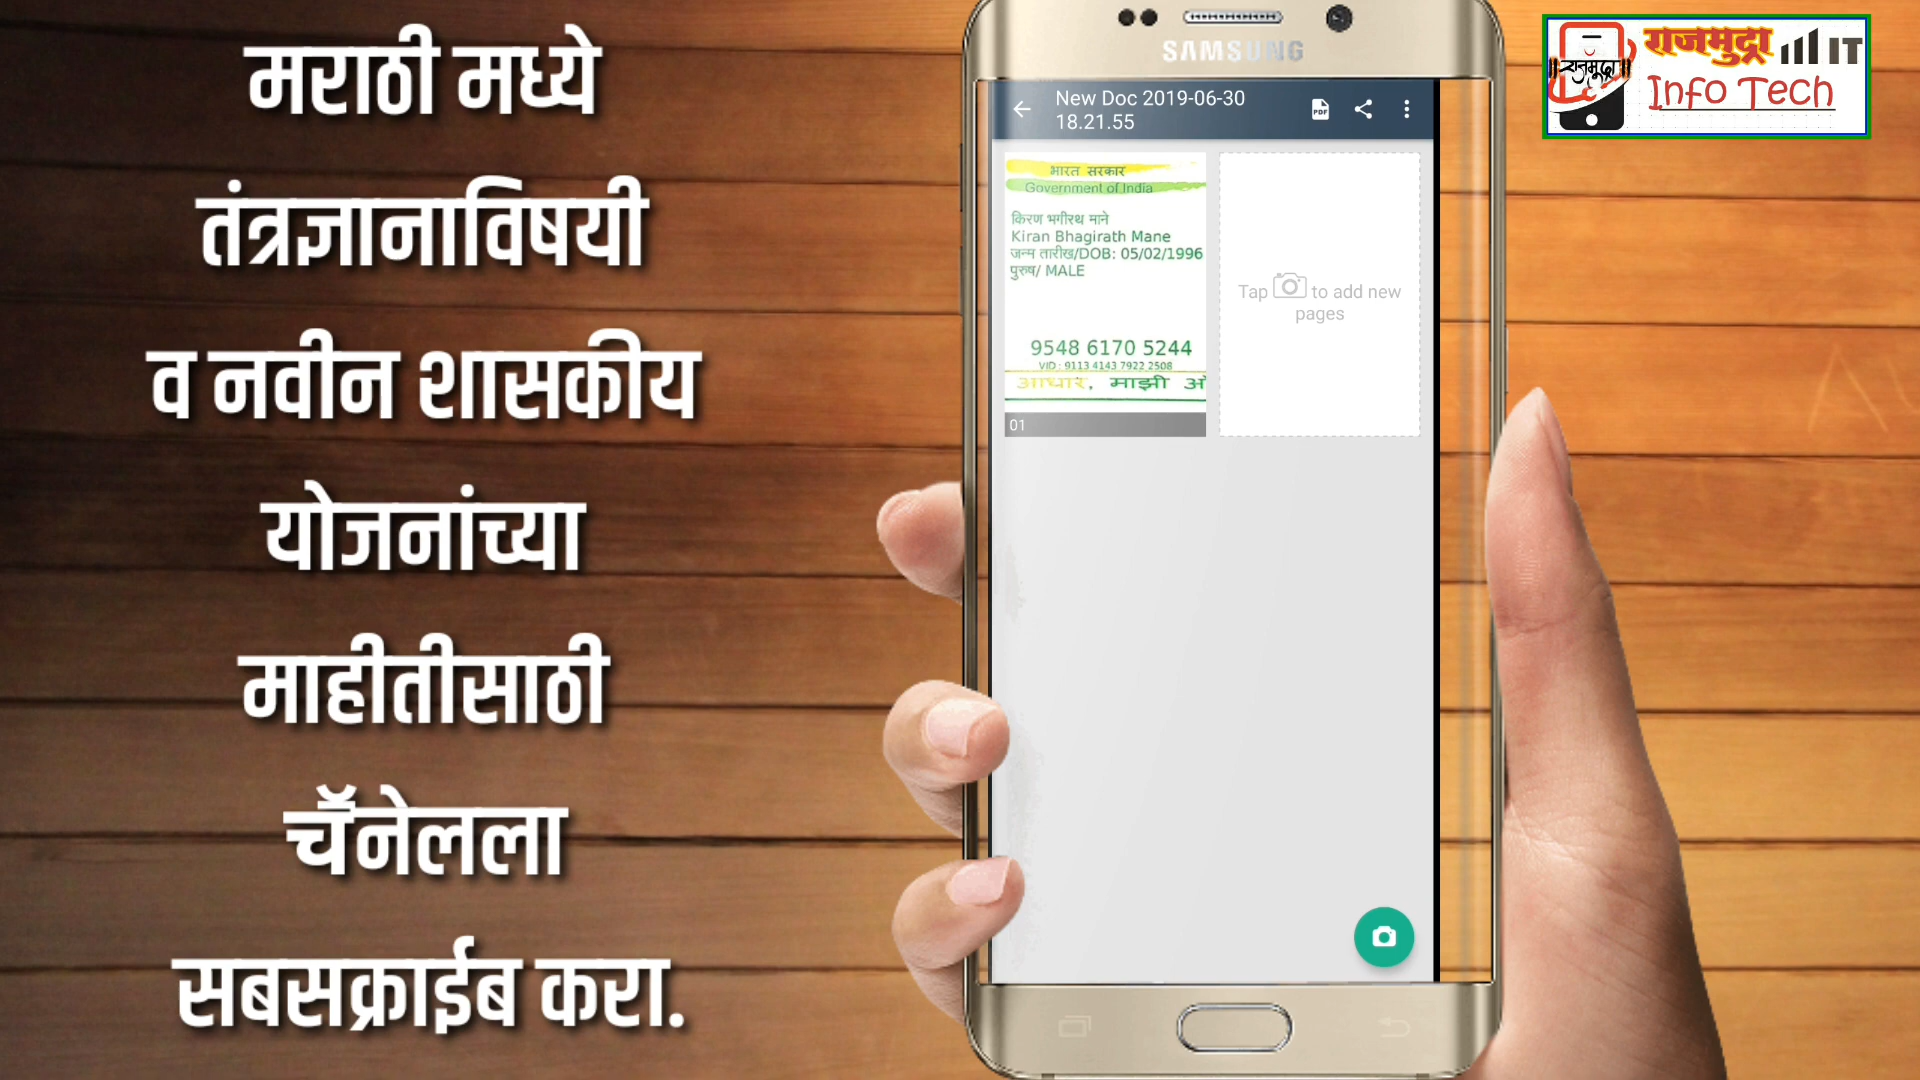 मराठी मध्ये
तंत्रज्ञानाविषयी
व नवीन शासकीय
योजनांच्या
माहीतीसाठी
चॅनेलला
सबसक्राईब करा.
SAMSUNG
New Doc 2019-06-30
18.21.55
PDF
भारत सरकार
Government of India
किरण भगीरथ माने
Kiran Bhagirath Mane
जन्म तारीख/DOB: 05/02/1996
पुरुष/ MALE
9548 6170 5244
VID : 9113 4143 7922 2508
आधार, माझी
01
Tap to add new
pages
राजमुद्रा IT
Info Tech
राजमुद्रा